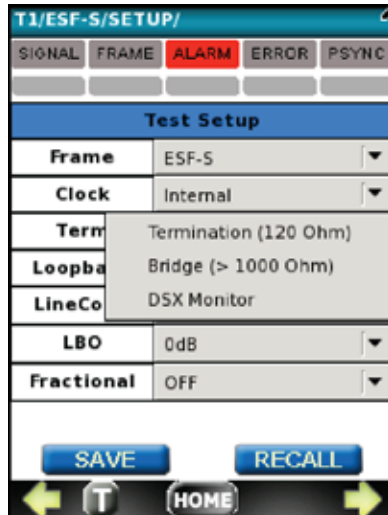 T1/ESF-S/SETUP/
SIGNAL FRAME ALARM ERROR PSYNC
Test Setup
Frame ESF-S
Clock Internal
Term Termination (120 Ohm)
Loopba Bridge (> 1000 Ohm)
LineCo DSX Monitor
LBO 0dB
Fractional OFF
SAVE RECALL
T HOME